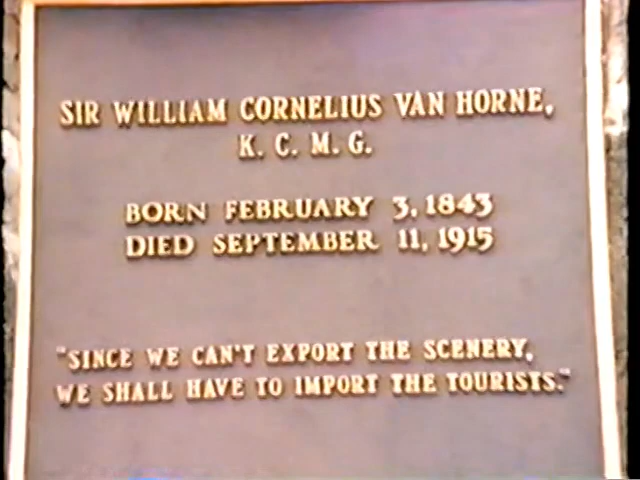 SIR WILLIAM CORNELIUS VAN HORNE,
K. C. M. G.
BORN FEBRUARY 3, 1843
DIED SEPTEMBER 11, 1915
"SINCE WE CAN'T EXPORT THE SCENERY,
WE SHALL HAVE TO IMPORT THE TOURISTS."